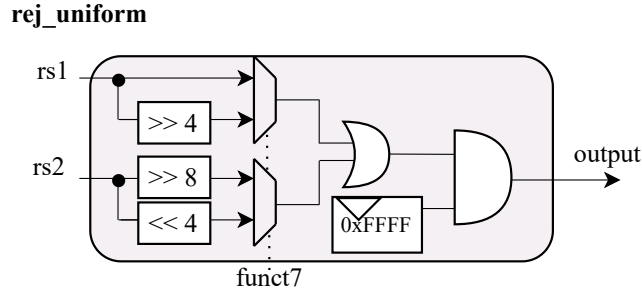 rej_uniform
rs1
>> 4
rs2
>> 8
<< 4
0xFFFF
output
funct7